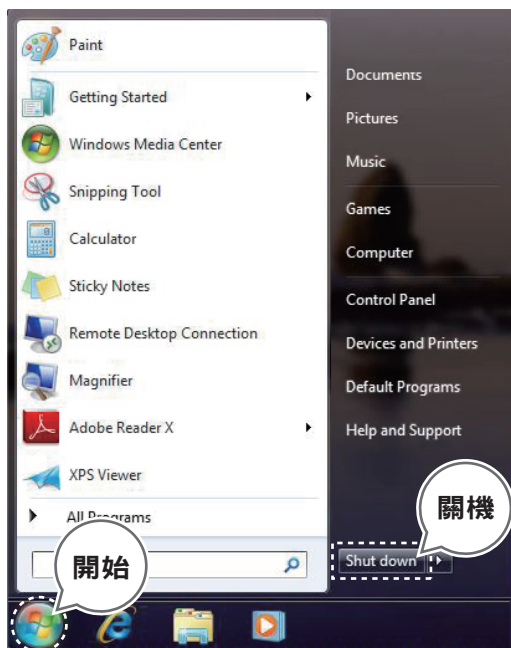 Paint
Getting Started
Windows Media Center
Snipping Tool
Calculator
Sticky Notes
Remote Desktop Connection
Magnifier
Adobe Reader X
XPS Viewer
All Programs
開始
Documents
Pictures
Music
Games
Computer
Control Panel
Devices and Printers
Default Programs
Help and Support
關機
Shut down